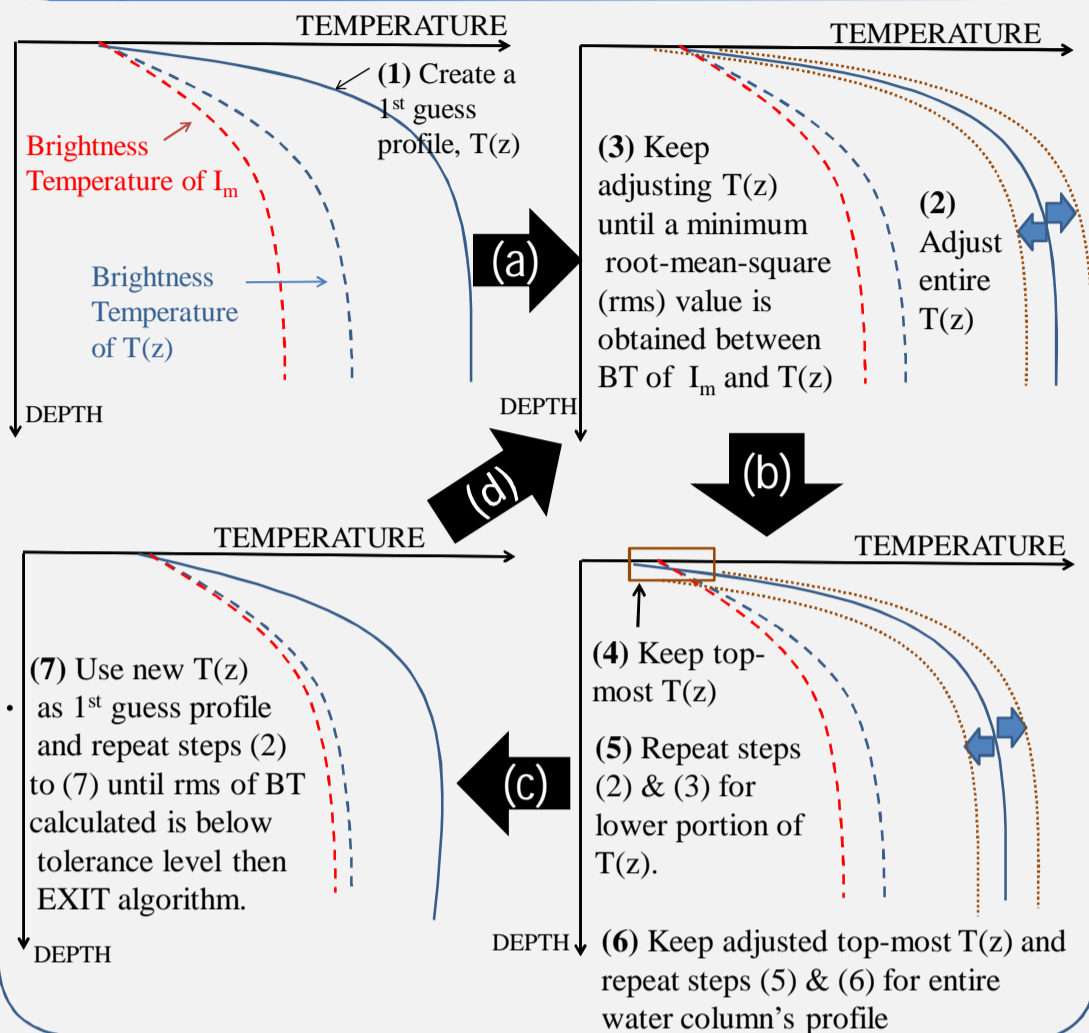 TEMPERATURE
(1) Create a
1st guess
profile, T(z)
Brightness
Temperature of Im
Brightness
Temperature
of T(z)
DEPTH
(a)
TEMPERATURE
(3) Keep
adjusting T(z)
until a minimum
root-mean-square
(rms) value is
obtained between
BT of Im and T(z)
(2)
Adjust
entire
T(z)
DEPTH
(b)
TEMPERATURE
(4) Keep top-
most T(z)
(5) Repeat steps
(2) & (3) for
lower portion of
T(z).
DEPTH
(6) Keep adjusted top-most T(z) and
repeat steps (5) & (6) for entire
water column's profile
(c)
TEMPERATURE
(7) Use new T(z)
as 1st guess profile
and repeat steps (2)
to (7) until rms of BT
calculated is below
tolerance level then
EXIT algorithm.
DEPTH
(d)